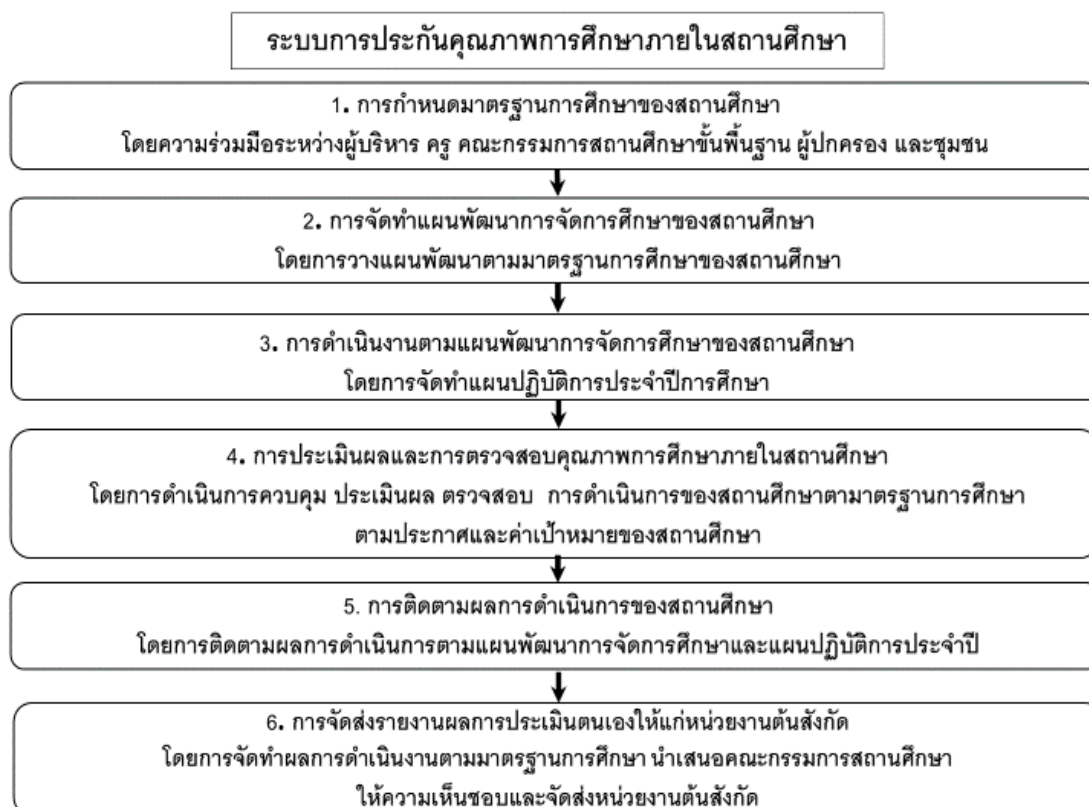 ระบบการประกันคุณภาพการศึกษาภายในสถานศึกษา
1. การกำหนดมาตรฐานการศึกษาของสถานศึกษา
โดยความร่วมมือระหว่างผู้บริหาร ครู คณะกรรมการสถานศึกษาขั้นพื้นฐาน ผู้ปกครอง และชุมชน
2. การจัดทำแผนพัฒนาการจัดการศึกษาของสถานศึกษา
โดยการวางแผนพัฒนาตามมาตรฐานการศึกษาของสถานศึกษา
3. การดำเนินงานตามแผนพัฒนาการจัดการศึกษาของสถานศึกษา
โดยการจัดทำแผนปฏิบัติการประจำปีการศึกษา
4. การประเมินผลและการตรวจสอบคุณภาพการศึกษาภายในสถานศึกษา
โดยการดำเนินการควบคุม ประเมินผล ตรวจสอบ การดำเนินการของสถานศึกษาตามาตรฐานการศึกษา
ตามประกาศและค่าเป้าหมายของสถานศึกษา
5. การติดตามผลการดำเนินการของสถานศึกษา
โดยการติดตามผลการดำเนินการตามแผนพัฒนาการจัดการศึกษาและแผนปฏิบัติการประจำปี
6. การจัดส่งรายงานผลการประเมินตนเองให้แก่หน่วยงานต้นสังกัด
โดยการจัดทำผลการดำเนินงานตามมาตรฐานการศึกษา นำเสนอคณะกรรมการสถานศึกษา
ให้ความเห็นชอบและจัดส่งหน่วยงานต้นสังกัด